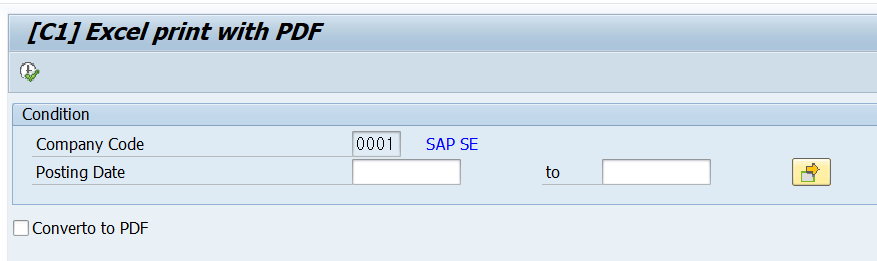 [C1] Excel print with PDF
Condition
Company Code 0001 SAP SE
Posting Date to
Converto to PDF